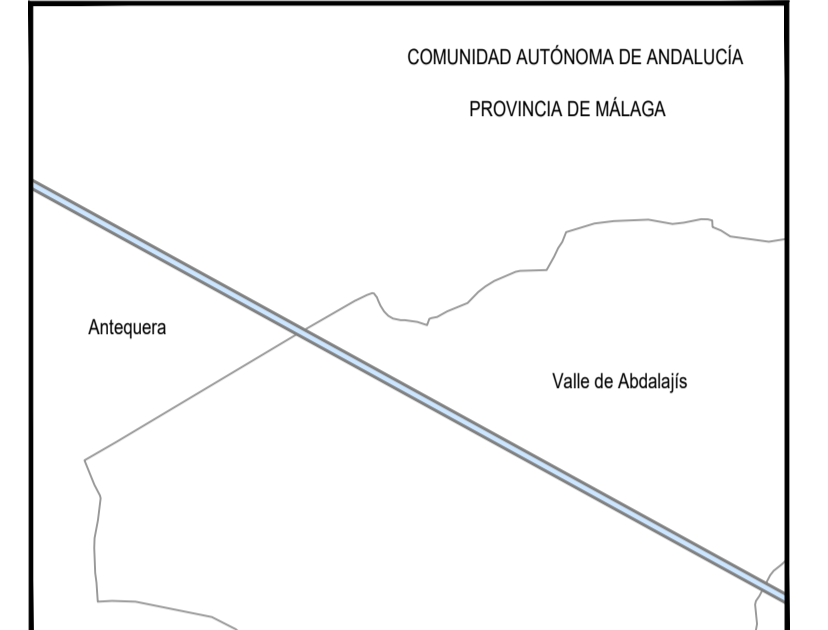 COMUNIDAD AUTÓNOMA DE ANDALUCÍA
PROVINCIA DE MÁLAGA
Antequera
Valle de Abdalajís